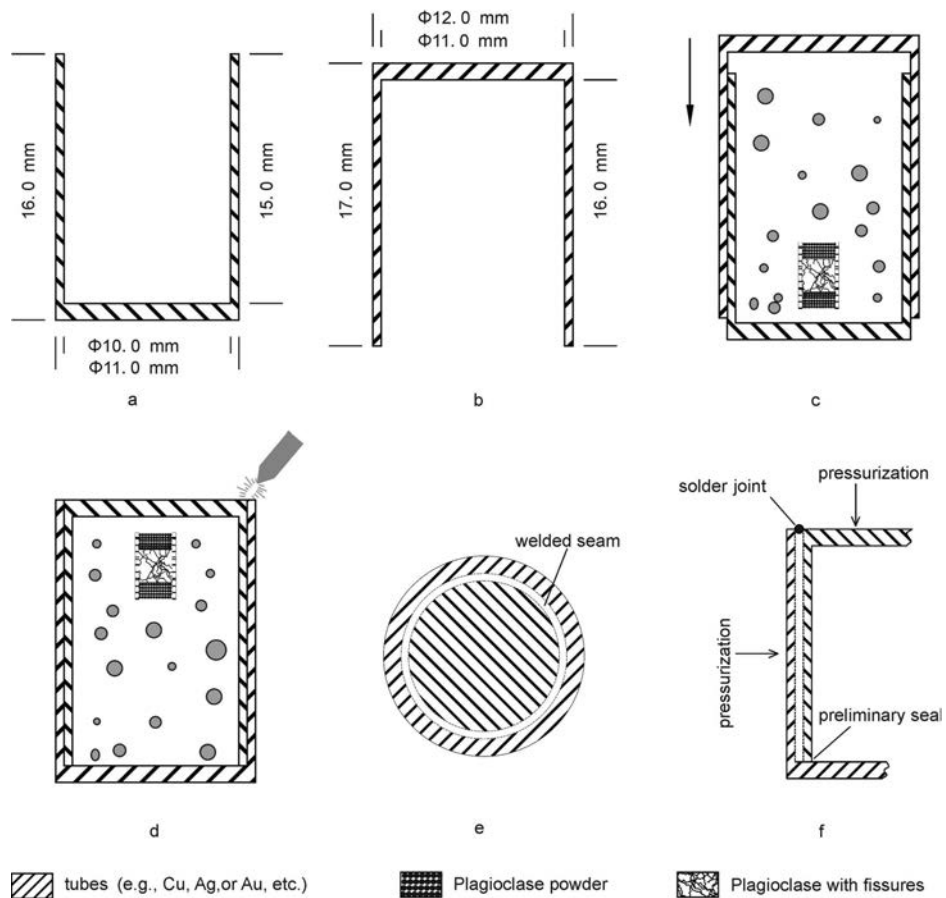 Φ12. 0 mm
Φ11. 0 mm
16. 0 mm
15. 0 mm
17. 0 mm
16. 0 mm
Φ10. 0 mm
Φ11. 0 mm
a
b
c
solder joint
pressurization
welded seam
pressurization
preliminary seal
d
e
f
tubes (e.g., Cu, Ag,or Au, etc.)
Plagioclase powder
Plagioclase with fissures